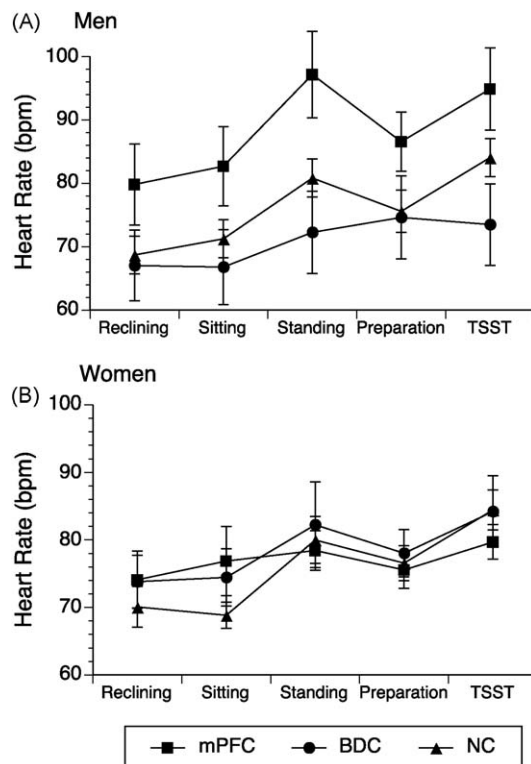 (A) Men
Heart Rate (bpm)
100
90
80
70
60
Reclining Sitting Standing Preparation TSST
Women
(B)
Heart Rate (bpm)
100
90
80
70
60
Reclining Sitting Standing Preparation TSST
mPFC BDC NC